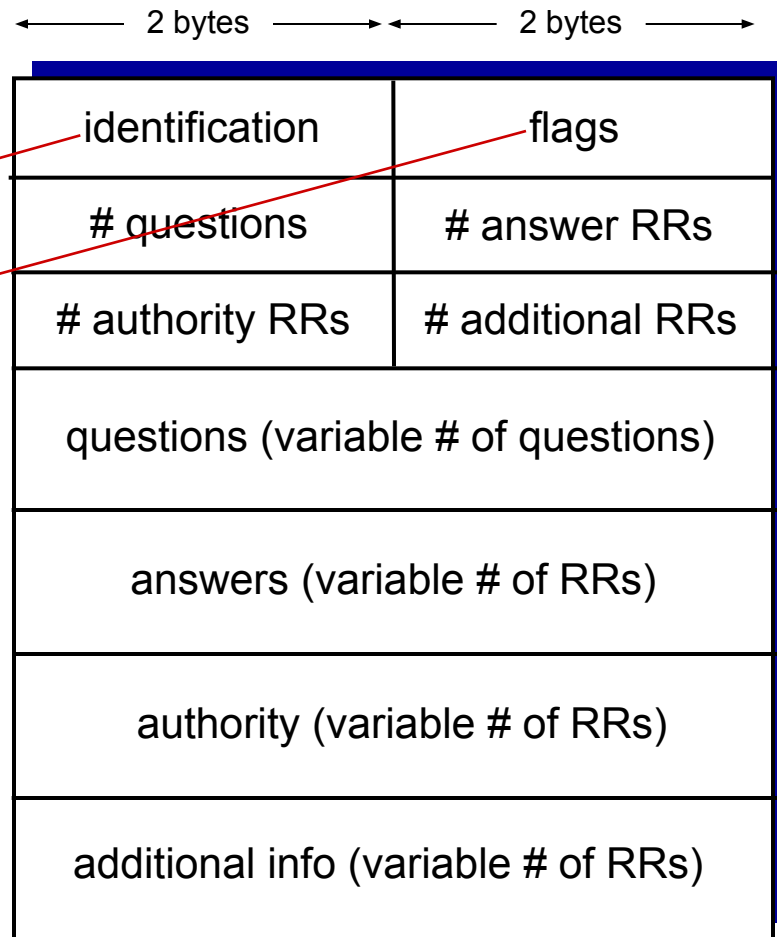 2 bytes 2 bytes
identification flags
# questions # answer RRs
# authority RRs # additional RRs
questions (variable # of questions)
answers (variable # of RRs)
authority (variable # of RRs)
additional info (variable # of RRs)